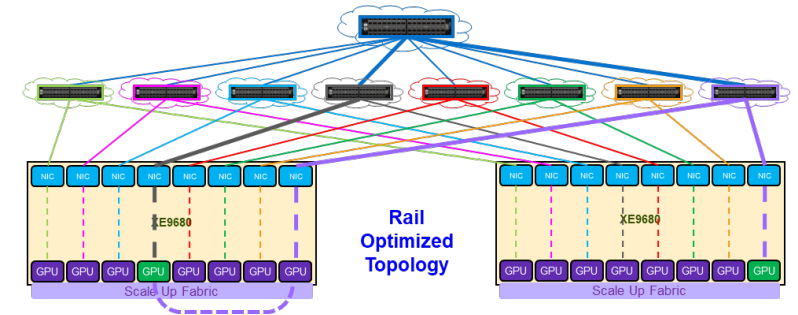 NIC NIC NIC NIC NIC NIC NIC NIC
NIC NIC NIC NIC NIC NIC NIC NIC
XE9680
XE9680
Rail
Optimized
Topology
GPU GPU GPU GPU GPU GPU GPU GPU
GPU GPU GPU GPU GPU GPU GPU GPU
Scale Up Fabric
Scale Up Fabric